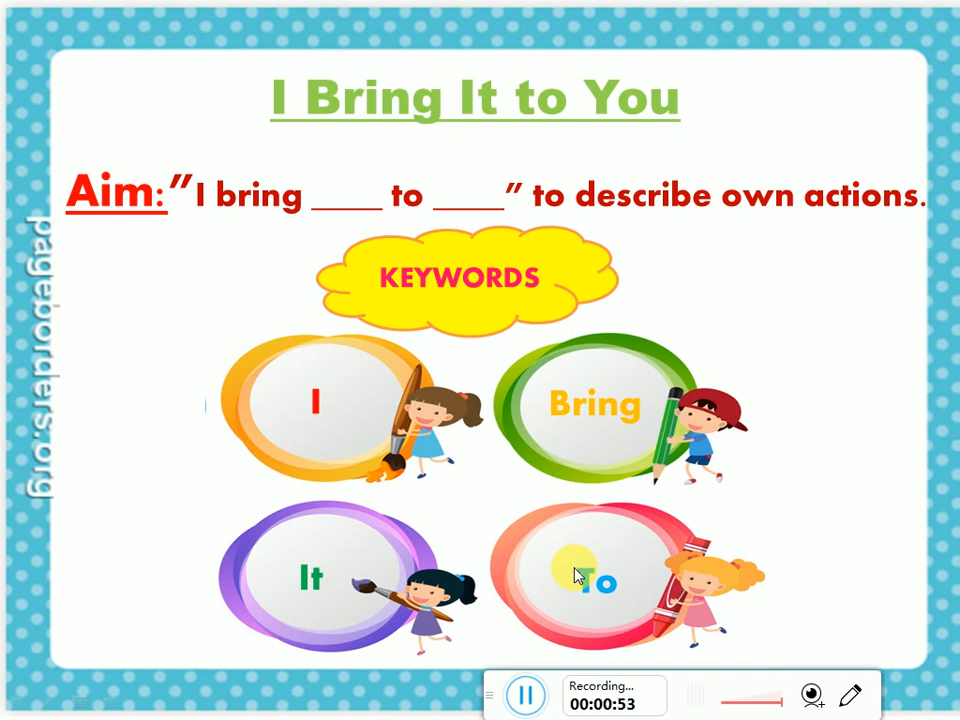 I Bring It to You
Aim:”I bring ____ to ____” to describe own actions.
KEYWORDS
I
Bring
It
To
pageborders.org
Recording...
00:00:53